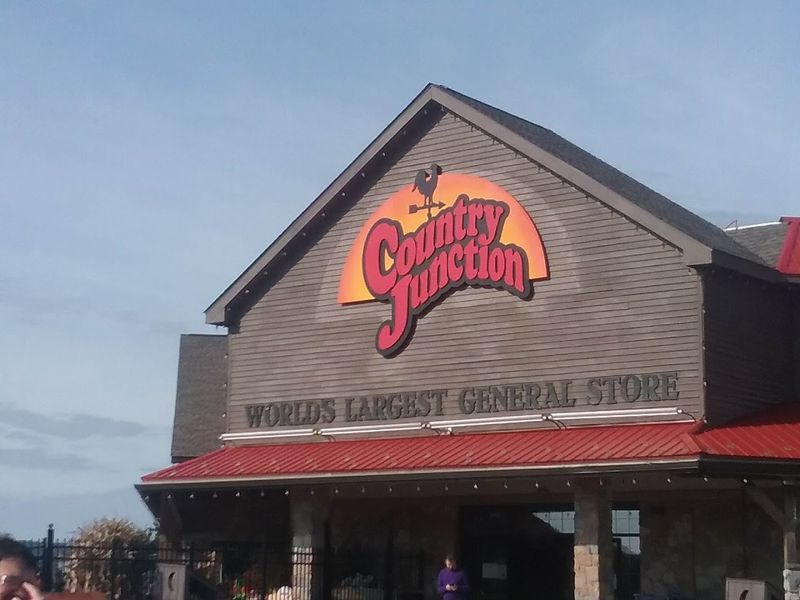 Country
Junction
WORLDS LARGEST GENERAL STORE